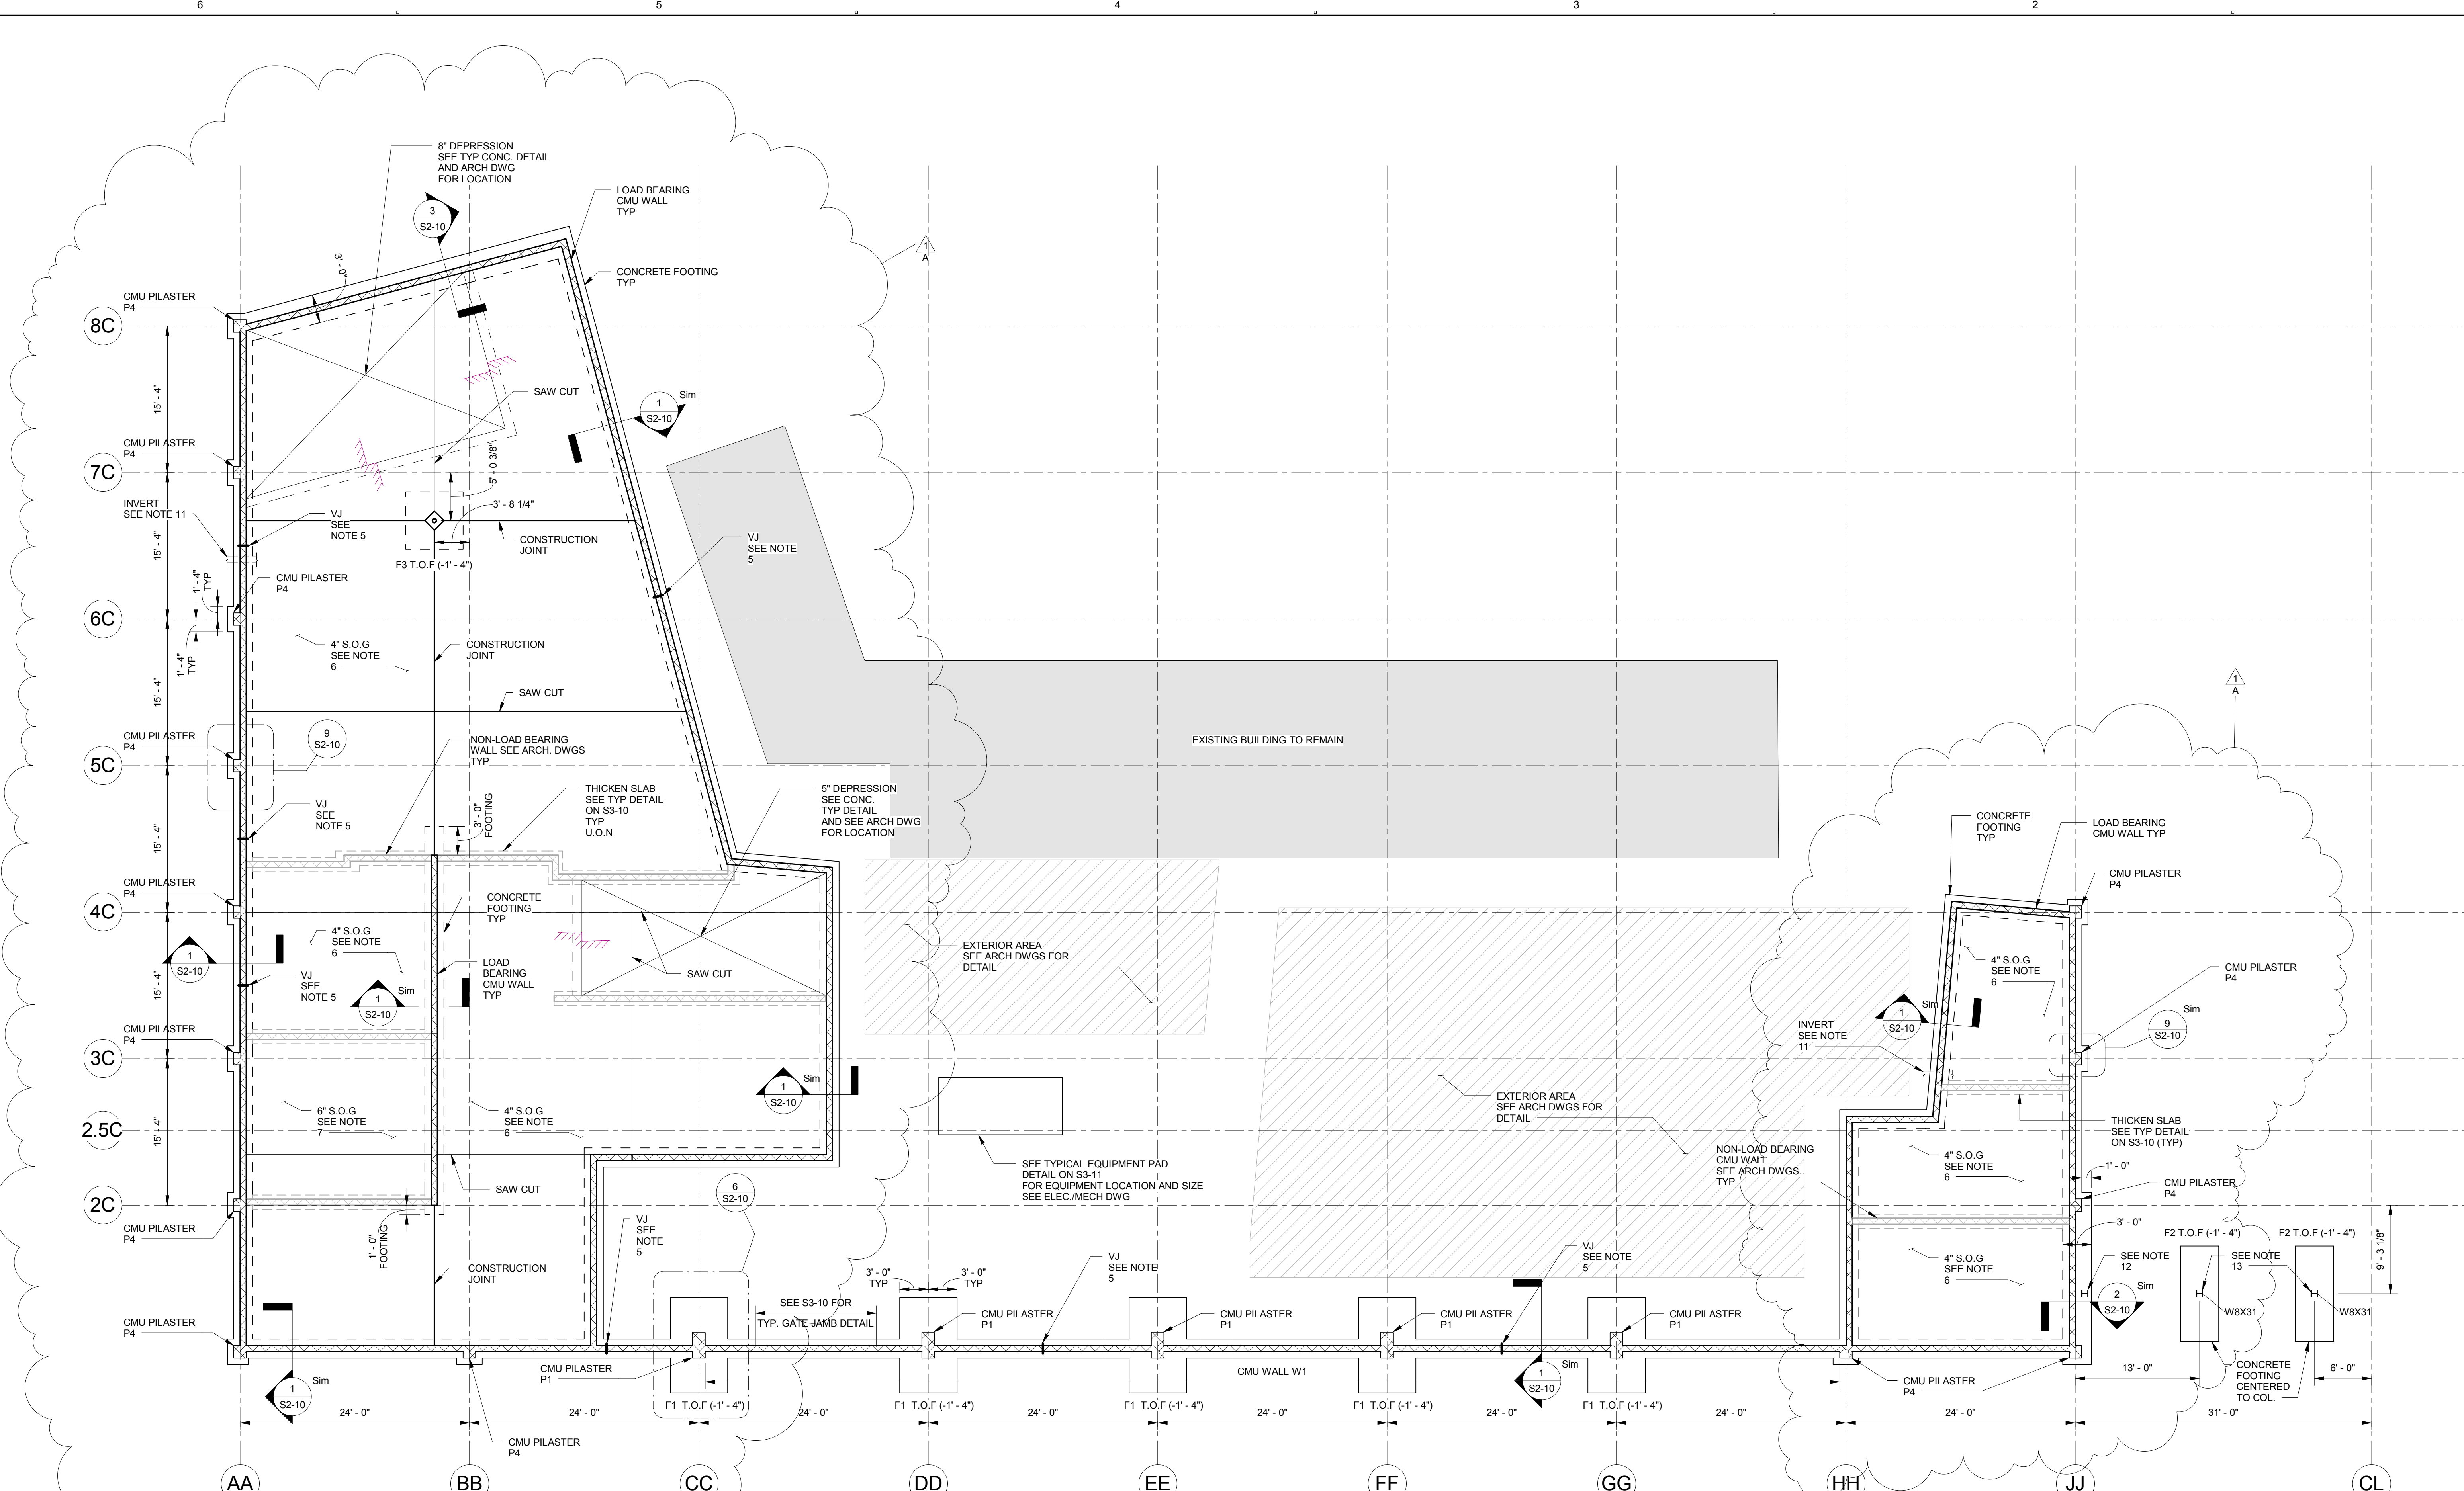 6
5
4
3
2
8" DEPRESSION
SEE TYP CONC. DETAIL
AND ARCH DWG
FOR LOCATION
3
S2-10
LOAD BEARING
CMU WALL
TYP
1
A
3' - 0"
CONCRETE FOOTING
TYP
CMU PILASTER
P4
8C
15' - 4"
SAW CUT
1
S2-10
Sim
CMU PILASTER
P4
7C
5' - 0 3/8"
INVERT
SEE NOTE 11
VJ
SEE
NOTE 5
3' - 8 1/4"
15' - 4"
CONSTRUCTION
JOINT
VJ
SEE NOTE
5
F3 T.O.F (-1' - 4")
1' - 4"
TYP
CMU PILASTER
P4
6C
1' - 4"
TYP
4" S.O.G
SEE NOTE
6
CONSTRUCTION
JOINT
15' - 4"
SAW CUT
1
A
CMU PILASTER
P4
9
S2-10
NON-LOAD BEARING
WALL SEE ARCH. DWGS
TYP
EXISTING BUILDING TO REMAIN
5C
VJ
SEE
NOTE 5
3' - 0"
FOOTING
THICKEN SLAB
SEE TYP DETAIL
ON S3-10
TYP
U.O.N
5" DEPRESSION
SEE CONC.
TYP DETAIL
AND SEE ARCH DWG
FOR LOCATION
15' - 4"
CONCRETE
FOOTING
TYP
LOAD BEARING
CMU WALL TYP
CMU PILASTER
P4
CMU PILASTER
P4
4C
CONCRETE
FOOTING
TYP
4" S.O.G
SEE NOTE
6
1
S2-10
15' - 4"
VJ
SEE
NOTE 5
1
S2-10
Sim
LOAD
BEARING
CMU WALL
TYP
SAW CUT
EXTERIOR AREA
SEE ARCH DWGS FOR
DETAIL
4" S.O.G
SEE NOTE
6
CMU PILASTER
P4
1
S2-10
Sim
INVERT
SEE NOTE
11
9
S2-10
Sim
CMU PILASTER
P4
3C
1
S2-10
Sim
6" S.O.G
SEE NOTE
7
4" S.O.G
SEE NOTE
6
EXTERIOR AREA
SEE ARCH DWGS FOR
DETAIL
THICKEN SLAB
SEE TYP DETAIL
ON S3-10 (TYP)
2.5C
15' - 4"
NON-LOAD BEARING
CMU WALL
SEE ARCH DWGS.
TYP
4" S.O.G
SEE NOTE
6
1' - 0"
SEE TYPICAL EQUIPMENT PAD
DETAIL ON S3-11
FOR EQUIPMENT LOCATION AND SIZE
SEE ELEC./MECH DWG
SAW CUT
6
S2-10
CMU PILASTER
P4
2C
CMU PILASTER
P4
1' - 0"
FOOTING
VJ
SEE
NOTE
5
3' - 0"
F2 T.O.F (-1' - 4")
F2 T.O.F (-1' - 4")
9' - 3 1/8"
CONSTRUCTION
JOINT
VJ
SEE NOTE
5
VJ
SEE NOTE
5
4" S.O.G
SEE NOTE
6
SEE NOTE
12
SEE NOTE
13
2
S2-10
Sim
W8X31
W8X31
3' - 0"
TYP
3' - 0"
TYP
SEE S3-10 FOR
TYP. GATE JAMB DETAIL
CMU PILASTER
P4
CMU PILASTER
P1
CMU PILASTER
P1
CMU PILASTER
P1
CMU PILASTER
P1
CMU PILASTER
P1
CMU WALL W1
1
S2-10
Sim
1
S2-10
Sim
CMU PILASTER
P4
13' - 0"
CONCRETE
FOOTING
CENTERED
TO COL.
6' - 0"
F1 T.O.F (-1' - 4")
F1 T.O.F (-1' - 4")
F1 T.O.F (-1' - 4")
F1 T.O.F (-1' - 4")
F1 T.O.F (-1' - 4")
24' - 0"
24' - 0"
24' - 0"
24' - 0"
24' - 0"
24' - 0"
24' - 0"
24' - 0"
31' - 0"
CMU PILASTER
P4
AA
BB
CC
DD
EE
FF
GG
HH
JJ
CL